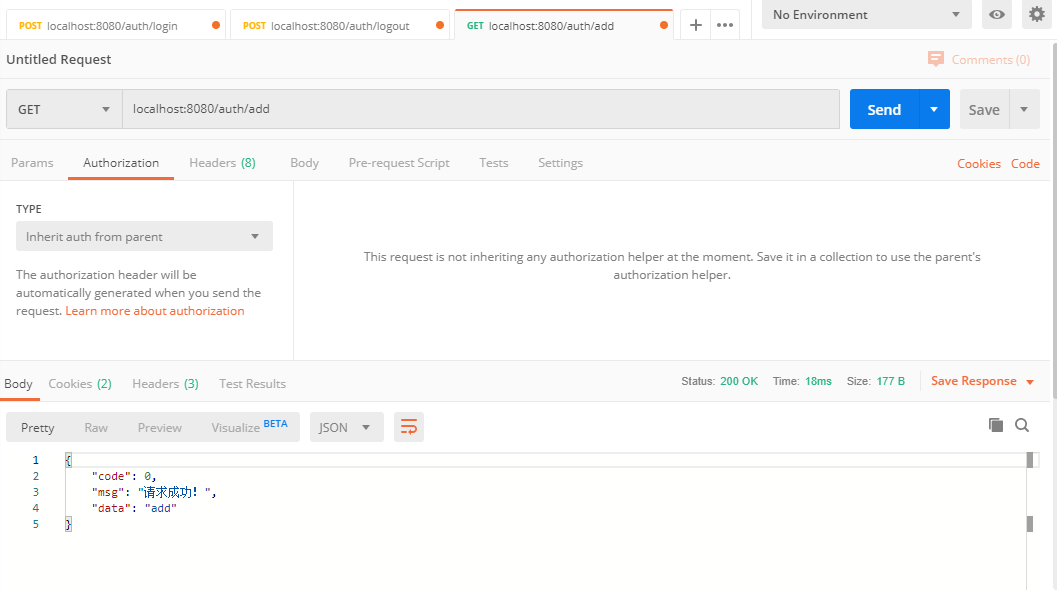 POST localhost:8080/auth/login POST localhost:8080/auth/logout GET localhost:8080/auth/add + ••• No Environment
Untitled Request Comments (0)
GET localhost:8080/auth/add Send Save
Params Authorization Headers (8) Body Pre-request Script Tests Settings Cookies Code
TYPE
Inherit auth from parent
The authorization header will be
automatically generated when you send the
request. Learn more about authorization
This request is not inheriting any authorization helper at the moment. Save it in a collection to use the parent's
authorization helper.
Body Cookies (2) Headers (3) Test Results Status: 200 OK Time: 18ms Size: 177 B Save Response
Pretty Raw Preview Visualize BETA JSON
1 {
2 "code": 0,
3 "msg": "请求成功！",
4 "data": "add"
5 }